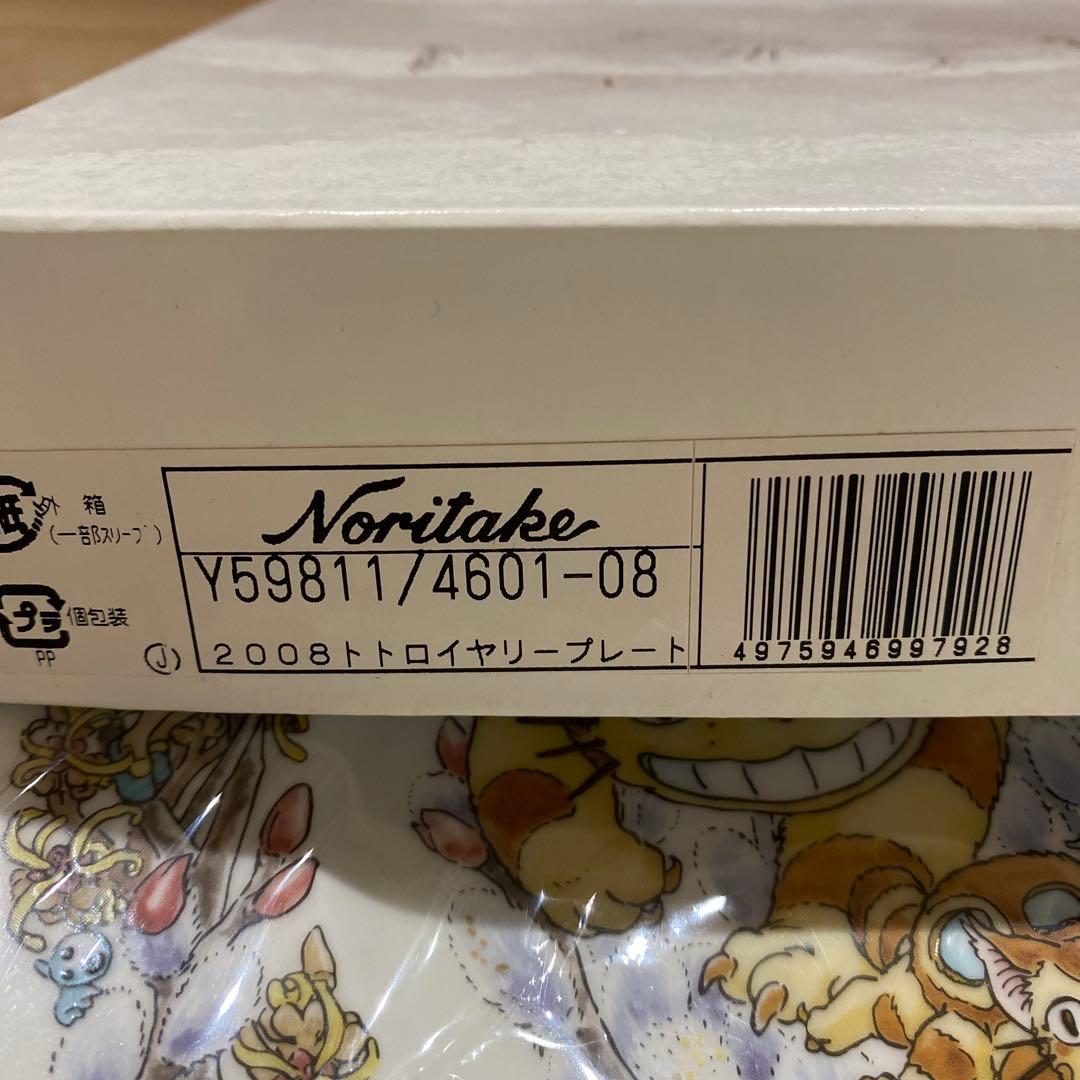 紙 外 箱
(一部スリーブ)
プラ 個包装
PP
J
Noritake
Y59811/4601-08
2008トトロイヤリープレート
4975946997928